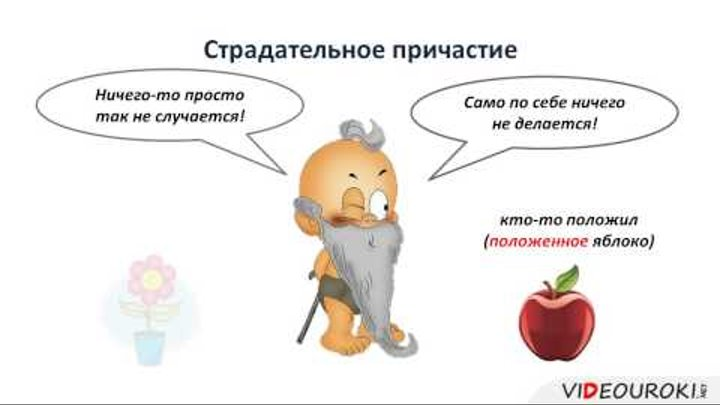 Страдательное причастие
Ничего-то просто
так не случается!
Само по себе ничего
не делается!
кто-то положил
(положенное яблоко)
VIDEOUROKI.NET